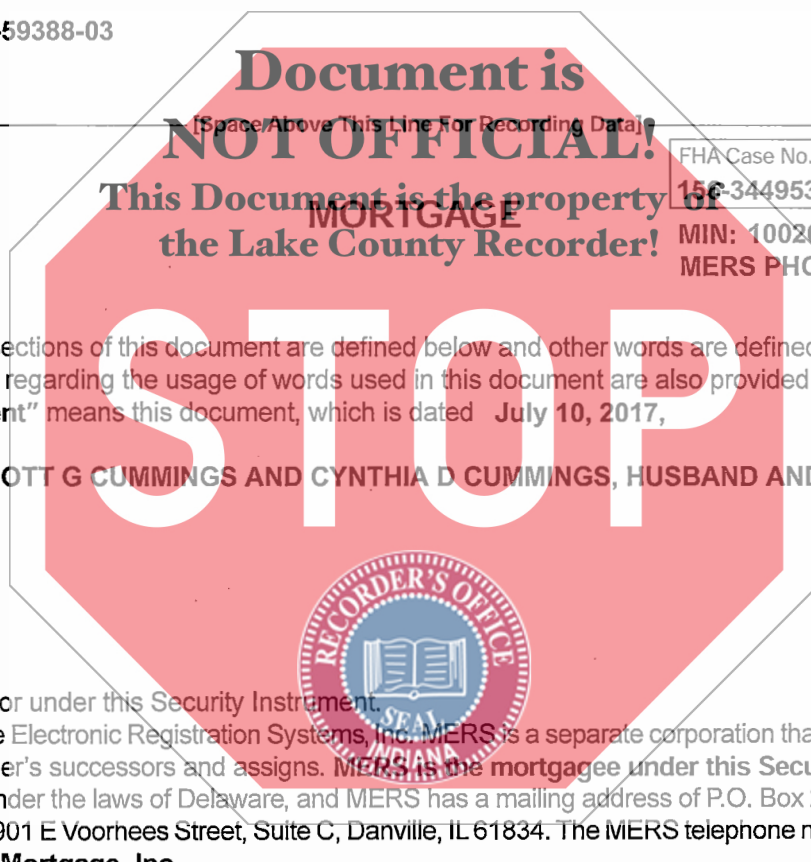 59388-03
Document is
[Space Above This Line For Recording Data]
NOT OFFICIAL!
FHA Case No.
This Document is the property of
MORTGAGE
the Lake County Recorder!
MIN: 1002
MERS PHO
STOP
ections of this document are defined below and other words are defined
regarding the usage of words used in this document are also provided
nt" means this document, which is dated July 10, 2017,
OTT G CUMMINGS AND CYNTHIA D CUMMINGS, HUSBAND AND
RECORDER'S OFFICE
SEAL
INDIANA
or under this Security Instrument.
e Electronic Registration Systems, Inc. MERS is a separate corporation tha
er's successors and assigns. MERS is the mortgagee under this Secu
nder the laws of Delaware, and MERS has a mailing address of P.O. Box
901 E Voorhees Street, Suite C, Danville, IL 61834. The MERS telephone n
Mortgage, Inc.